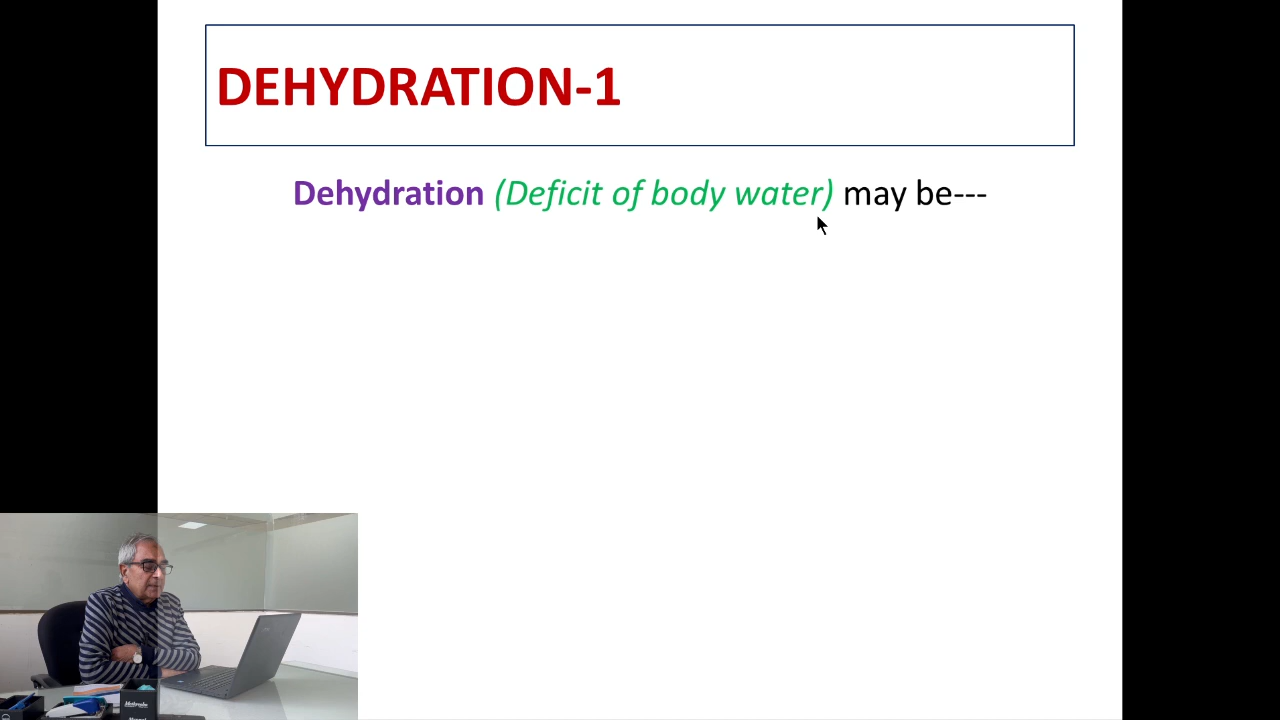 DEHYDRATION-1
Dehydration (Deficit of body water) may be---